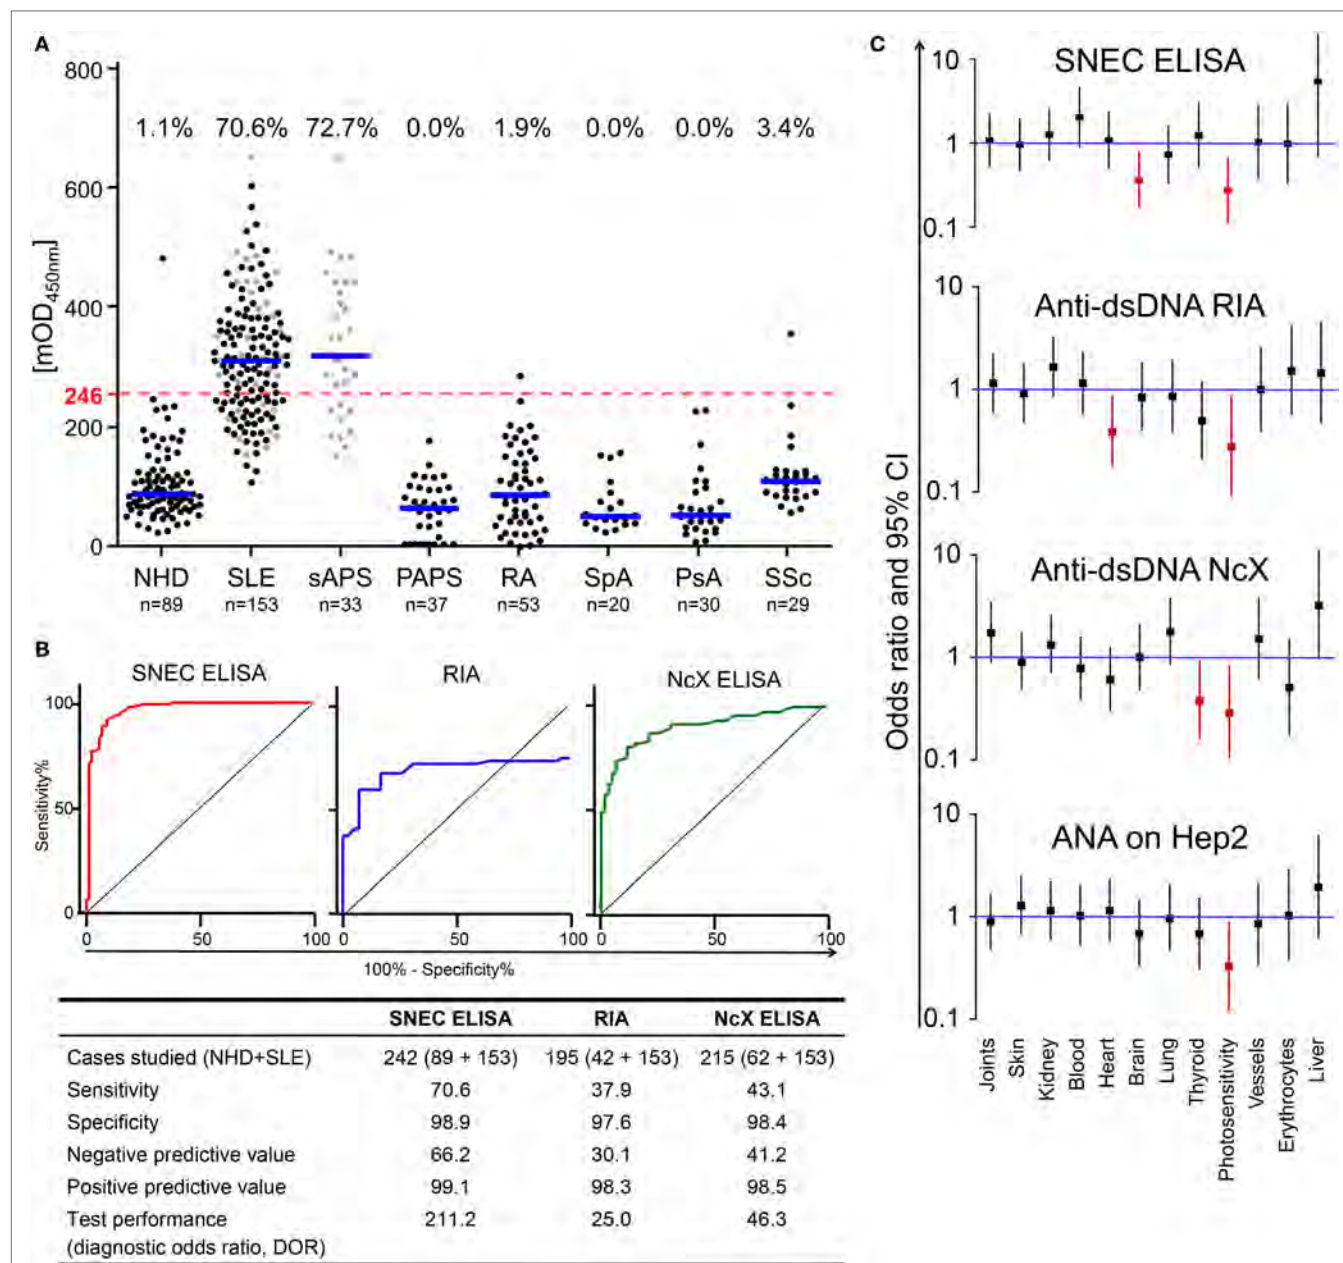 A
800
1.1% 70.6% 72.7% 0.0% 1.9% 0.0% 0.0% 3.4%
600
[mOD450nm]
400
246
200
0
NHD SLE sAPS PAPS RA SpA PsA SSc
n=89 n=153 n=33 n=37 n=53 n=20 n=30 n=29
B
SNEC ELISA RIA NcX ELISA
Sensitivity%
100
50
0
0 50 100 0 50 100 0 50 100
100% - Specificity%
SNEC ELISA RIA NcX ELISA
Cases studied (NHD+SLE) 242 (89 + 153) 195 (42 + 153) 215 (62 + 153)
Sensitivity 70.6 37.9 43.1
Specificity 98.9 97.6 98.4
Negative predictive value 66.2 30.1 41.2
Positive predictive value 99.1 98.3 98.5
Test performance 211.2 25.0 46.3
(diagnostic odds ratio, DOR)
C
Odds ratio and 95% CI
SNEC ELISA
10
1
0.1
Anti-dsDNA RIA
10
1
0.1
Anti-dsDNA NcX
10
1
0.1
ANA on Hep2
10
1
0.1
Joints
Skin
Kidney
Blood
Heart
Brain
Lung
Thyroid
Photosensitivity
Vessels
Erythrocytes
Liver